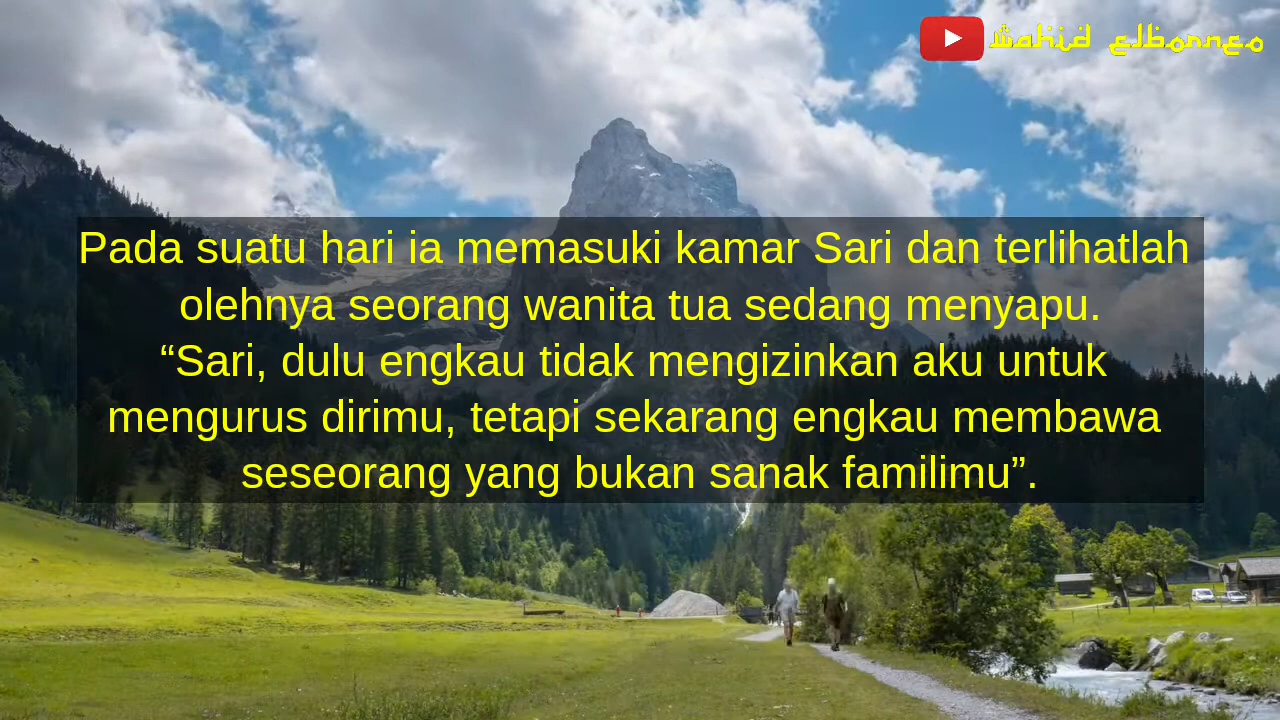 Wahid elborneo
Pada suatu hari ia memasuki kamar Sari dan terlihatlah
olehnya seorang wanita tua sedang menyapu.
“Sari, dulu engkau tidak mengizinkan aku untuk
mengurus dirimu, tetapi sekarang engkau membawa
seseorang yang bukan sanak familimu”.